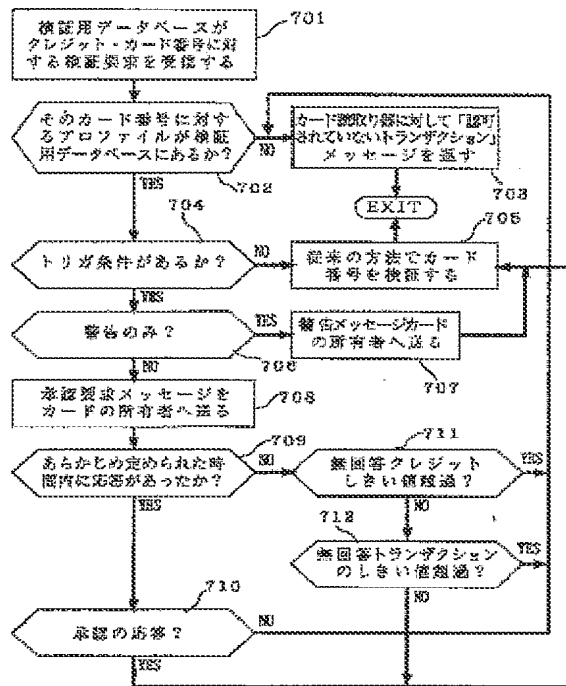 検証用データベースが
クレジット・カード番号に対
する検証要求を受信する
701
そのカード番号に対す
るプロファイルが検証
用データベースにあるか?
702
NO
YES
カード読取り器に対して「認可
されていないトランザクション」
メッセージを返す
703
EXIT
704
トリガ条件があるか?
NO
YES
705
従来の方法でカード
番号を検証する
警告のみ?
706
YES
NO
警告メッセージカード
の所有者へ送る
707
承認要求メッセージを
カードの所有者へ送る
708
あらかじめ定められた時
間内に応答があったか?
709
NO
YES
711
無回答クレジット
しきい値超過?
YES
NO
712
無回答トランザクション
のしきい値超過?
YES
NO
710
承認の応答?
NO
YES